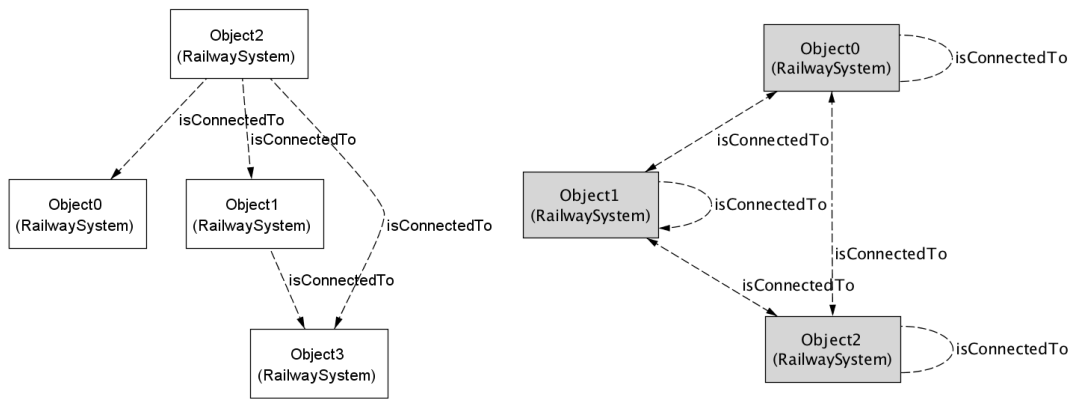 Object2
(RailwaySystem)
isConnectedTo
isConnectedTo
Object0
(RailwaySystem)
Object1
(RailwaySystem)
isConnectedTo
isConnectedTo
Object3
(RailwaySystem)
Object0
(RailwaySystem)
isConnectedTo
isConnectedTo
Object1
(RailwaySystem)
isConnectedTo
isConnectedTo
isConnectedTo
Object2
(RailwaySystem)
isConnectedTo